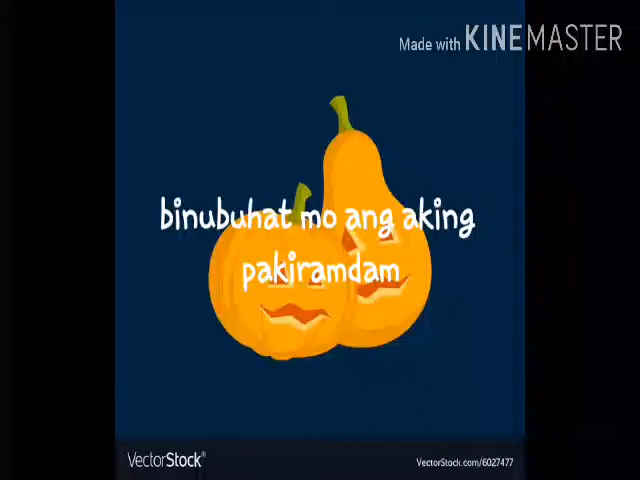 Made with KINEMASTER
binubuhat mo ang aking
pakiramdam
VectorStock®
VectorStock.com/6027477